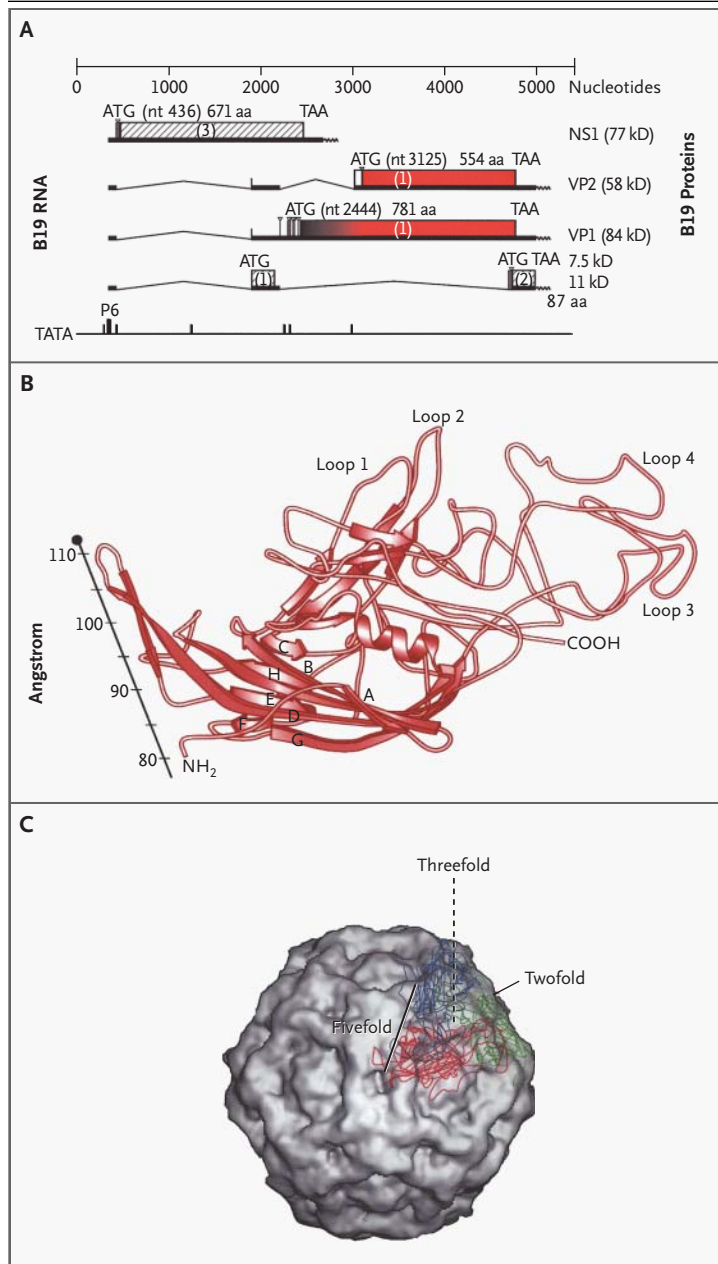 A
0 1000 2000 3000 4000 5000 Nucleotides
ATG (nt 436) 671 aa TAA
(3)
NS1 (77 kD)
ATG (nt 3125) 554 aa TAA
(1)
VP2 (58 kD)
ATG (nt 2444) 781 aa TAA
(1)
VP1 (84 kD)
ATG
(1)
ATG TAA
(2)
7.5 kD
11 kD
87 aa
P6
TATA
B19 RNA
B19 Proteins
B
Loop 2
Loop 1
Loop 4
110
Loop 3
100
COOH
C
B
H
A
90
E
D
F
G
80
NH2
Angstrom
C
Threefold
Twofold
Fivefold